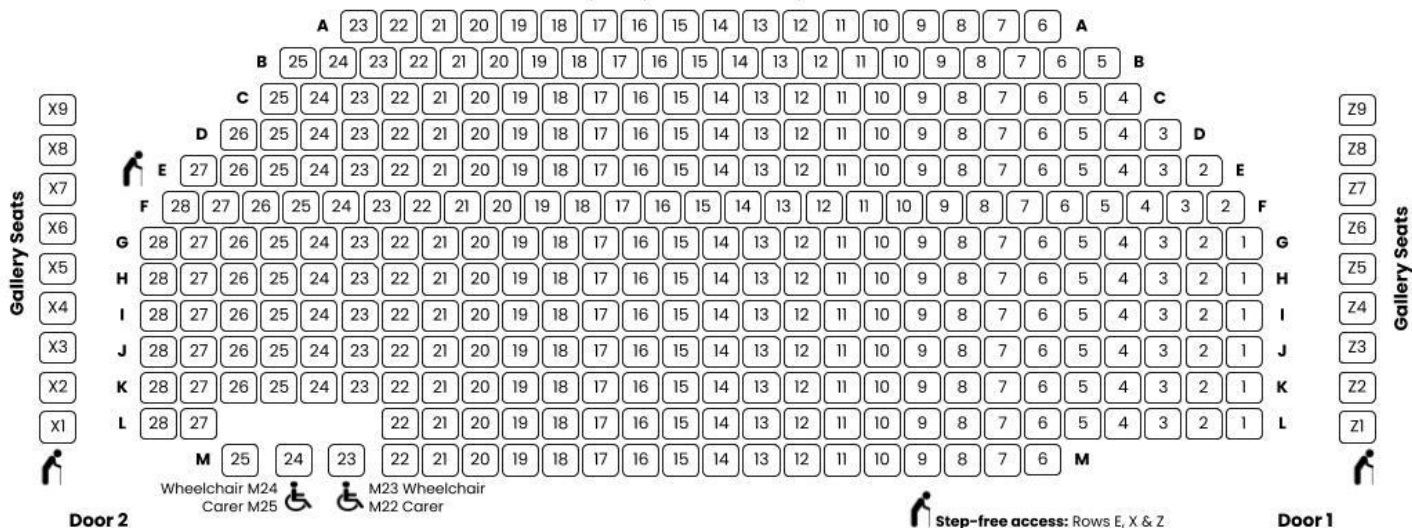 A 23 22 21 20 19 18 17 16 15 14 13 12 11 10 9 8 7 6 A
B 25 24 23 22 21 20 19 18 17 16 15 14 13 12 11 10 9 8 7 6 5 B
C 25 24 23 22 21 20 19 18 17 16 15 14 13 12 11 10 9 8 7 6 5 4 C
D 26 25 24 23 22 21 20 19 18 17 16 15 14 13 12 11 10 9 8 7 6 5 4 3 D
E 27 26 25 24 23 22 21 20 19 18 17 16 15 14 13 12 11 10 9 8 7 6 5 4 3 2 E
F 28 27 26 25 24 23 22 21 20 19 18 17 16 15 14 13 12 11 10 9 8 7 6 5 4 3 2 F
G 28 27 26 25 24 23 22 21 20 19 18 17 16 15 14 13 12 11 10 9 8 7 6 5 4 3 2 1 G
H 28 27 26 25 24 23 22 21 20 19 18 17 16 15 14 13 12 11 10 9 8 7 6 5 4 3 2 1 H
I 28 27 26 25 24 23 22 21 20 19 18 17 16 15 14 13 12 11 10 9 8 7 6 5 4 3 2 1 I
J 28 27 26 25 24 23 22 21 20 19 18 17 16 15 14 13 12 11 10 9 8 7 6 5 4 3 2 1 J
K 28 27 26 25 24 23 22 21 20 19 18 17 16 15 14 13 12 11 10 9 8 7 6 5 4 3 2 1 K
L 28 27 22 21 20 19 18 17 16 15 14 13 12 11 10 9 8 7 6 5 4 3 2 1 L
M 25 24 23 22 21 20 19 18 17 16 15 14 13 12 11 10 9 8 7 6 M
Gallery Seats
X9
X8
X7
X6
X5
X4
X3
X2
X1
Z9
Z8
Z7
Z6
Z5
Z4
Z3
Z2
Z1
Gallery Seats
Wheelchair M24
Carer M25
M23 Wheelchair
M22 Carer
Door 2
Step-free access: Rows E, X & Z
Door 1